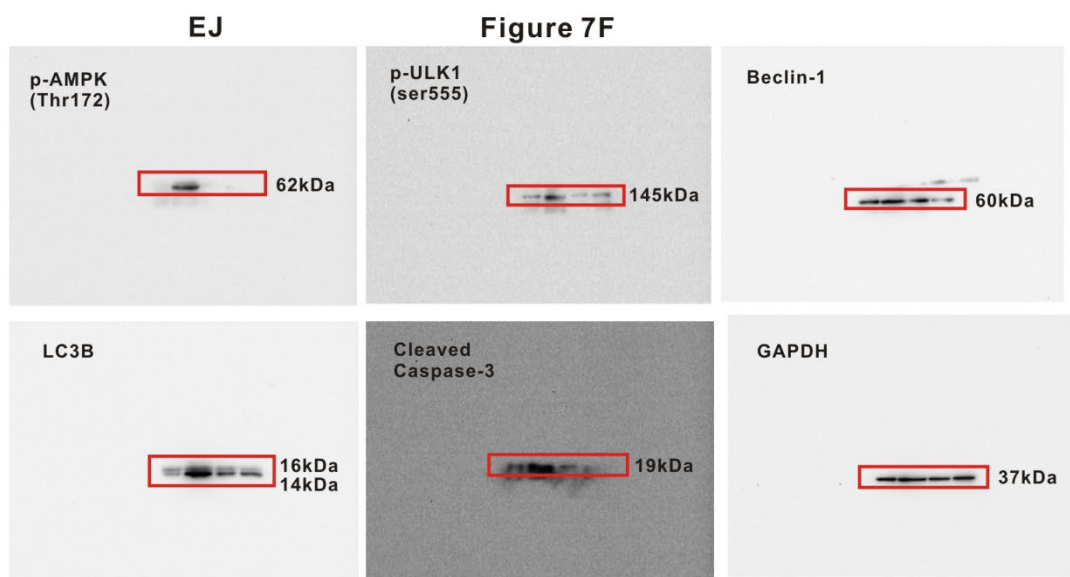 EJ
Figure 7F
p-AMPK
(Thr172)
62kDa
p-ULK1
(ser555)
145kDa
Beclin-1
60kDa
LC3B
16kDa
14kDa
Cleaved
Caspase-3
19kDa
GAPDH
37kDa